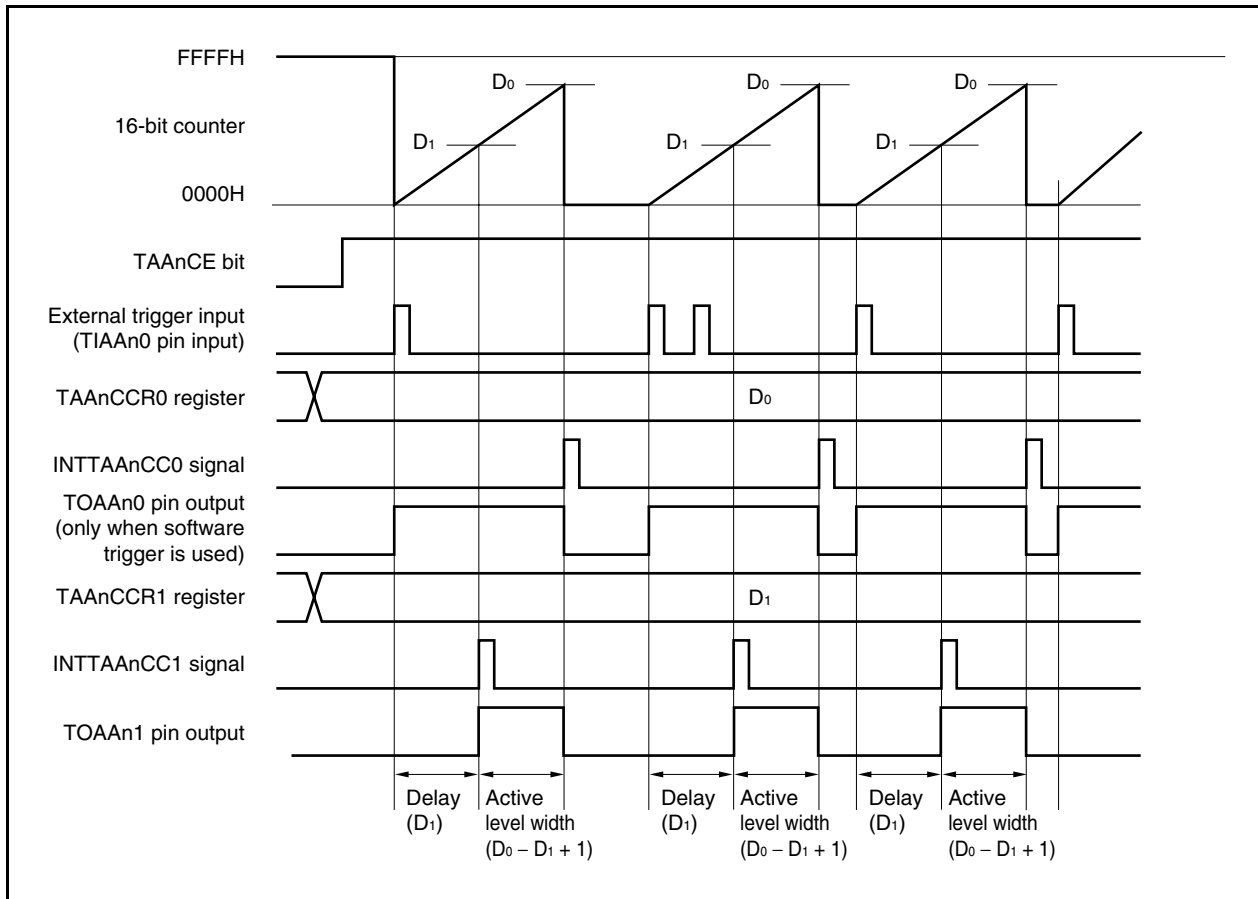 FFFFH
D₀ D₀ D₀
16-bit counter
D₁ D₁ D₁
0000H
TAAnCE bit
External trigger input
(TIAAn0 pin input)
TAAnCCR0 register
D₀
INTTAAnCC0 signal
TOAAn0 pin output
(only when software
trigger is used)
TAAnCCR1 register
D₁
INTTAAnCC1 signal
TOAAn1 pin output
Delay
(D₁)
Active
level width
(D₀ – D₁ + 1)
Delay
(D₁)
Active
level width
(D₀ – D₁ + 1)
Delay
(D₁)
Active
level width
(D₀ – D₁ + 1)